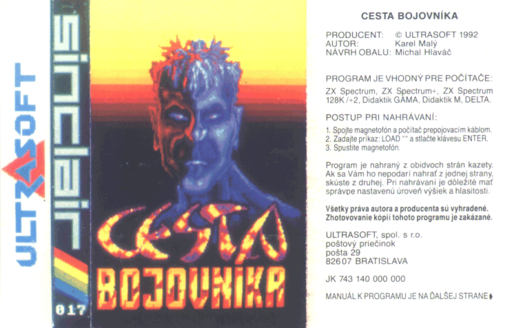 ULTRASOFT
sinclair
017
CESTA
BOJOVNÍKA
CESTA BOJOVNÍKA
PRODUCENT: © ULTRASOFT 1992
AUTOR: Karel Malý
NÁVRH OBALU: Michal Hlaváč
PROGRAM JE VHODNÝ PRE POČÍTAČE:
ZX Spectrum, ZX Spectrum+, ZX Spectrum
128K /+2, Didaktik GAMA, Didaktik M, DELTA.
POSTUP PRI NAHRÁVANÍ:
1. Spojte magnetofón a počítač prepojovacím káblom.
2. Zadajte príkaz: LOAD "" a stlačte klávesu ENTER.
3. Spustite magnetofón.
Program je nahraný z obidvoch strán kazety.
Ak sa Vám ho nepodarí nahrať z jednej strany,
skúste z druhej. Pri nahrávaní je dôležité mať
správne nastavenú úroveň výšiek a hlasitosti.
Všetky práva autora a producenta sú vyhradené.
Zhotovovanie kópií tohoto programu je zakázané.
ULTRASOFT, spol. s r.o.
poštový priečinok
pošta 29
826 07 BRATISLAVA
JK 743 140 000 000
MANUÁL K PROGRAMU JE NA ĎALŠEJ STRANE